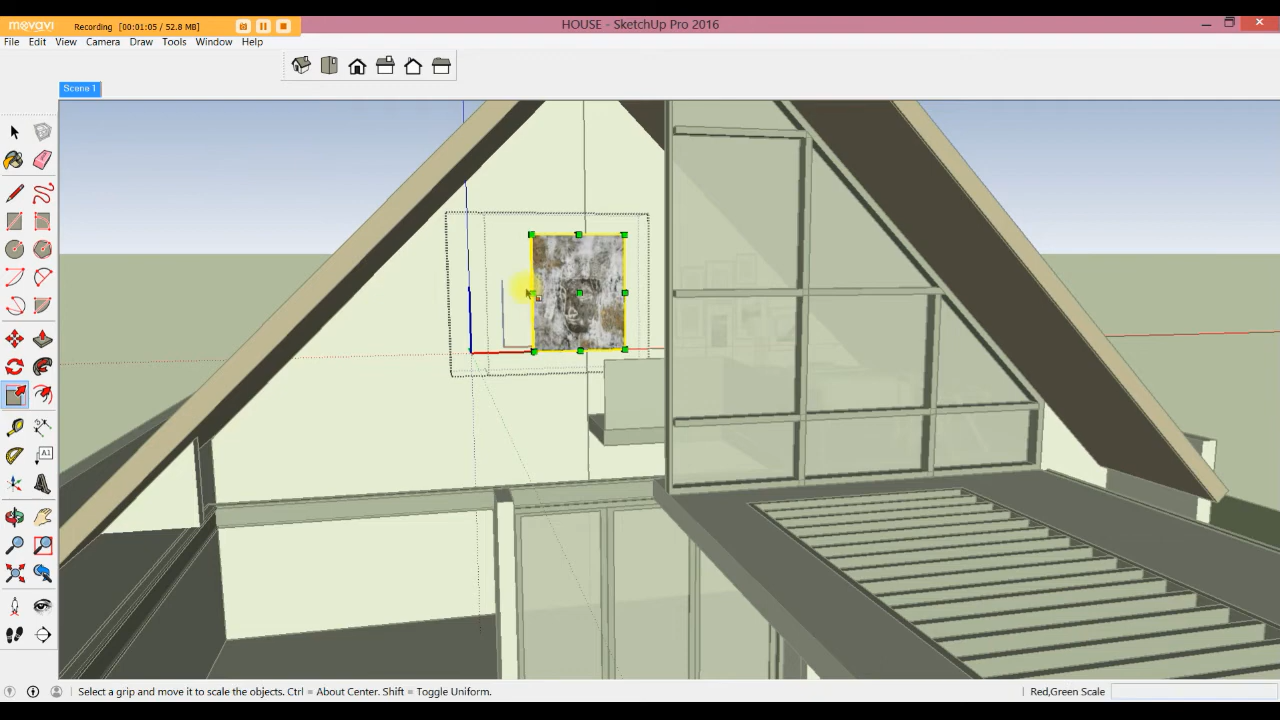 movavi
Recording [00:01:05 / 52.8 MB]
HOUSE - SketchUp Pro 2016
File Edit View Camera Draw Tools Window Help
Scene 1
A1
Select a grip and move it to scale the objects. Ctrl = About Center. Shift = Toggle Uniform.
Red,Green Scale